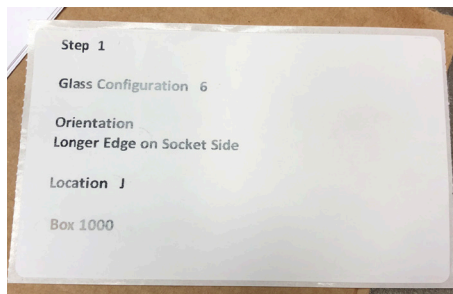 Step 1
Glass Configuration 6
Orientation
Longer Edge on Socket Side
Location J
Box 1000